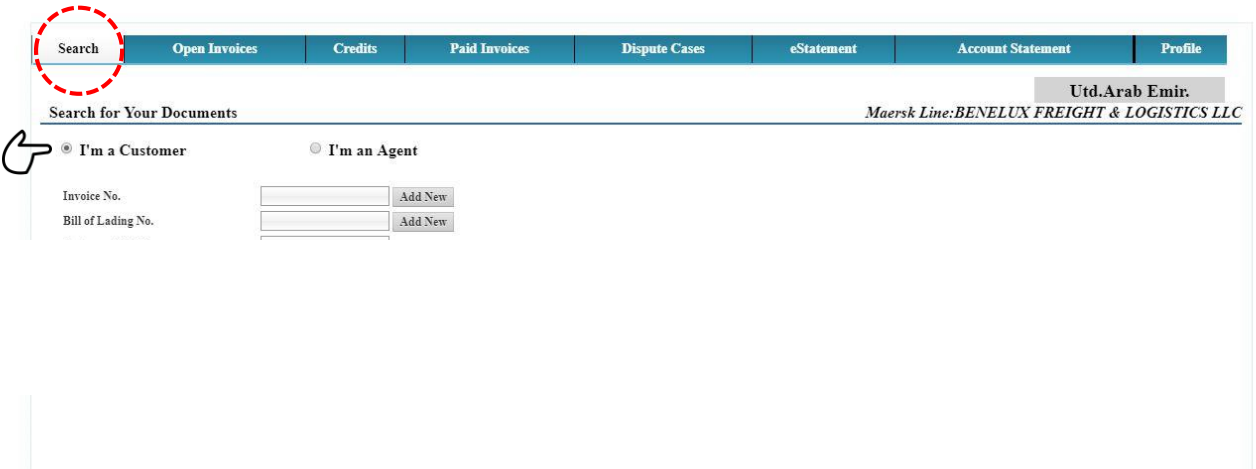 Search Open Invoices Credits Paid Invoices Dispute Cases eStatement Account Statement Profile
Utd.Arab Emir.
Search for Your Documents Maersk Line:BENELUX FREIGHT & LOGISTICS LLC
I'm a Customer I'm an Agent
Invoice No. Add New
Bill of Lading No. Add New